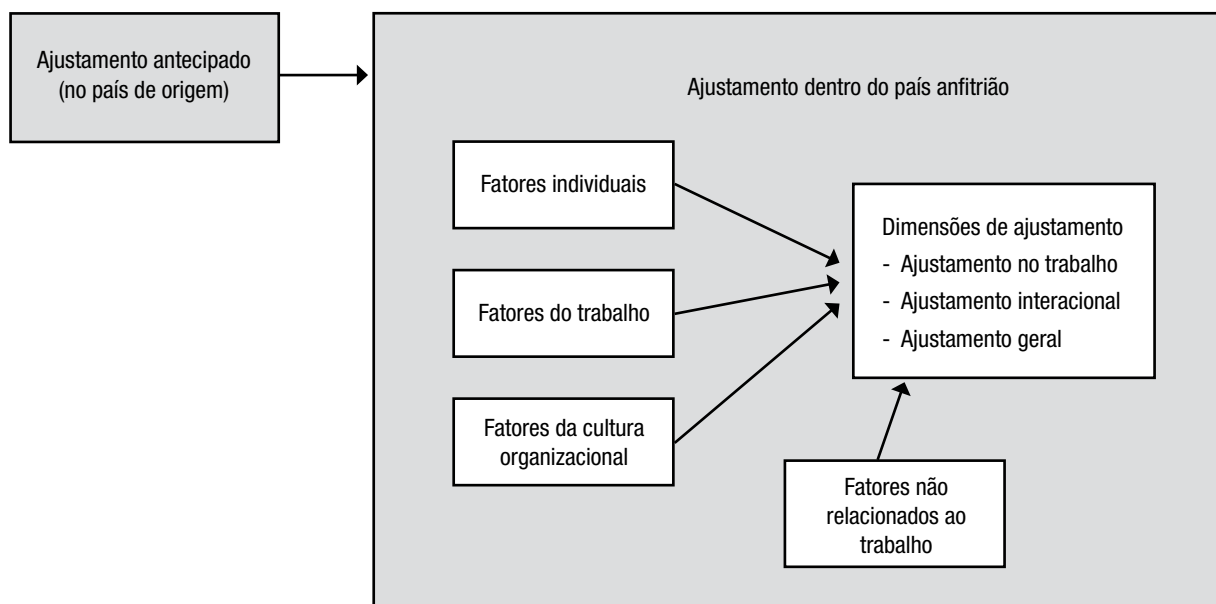 Ajustamento antecipado
(no país de origem)
Ajustamento dentro do país anfitrião
Fatores individuais
Fatores do trabalho
Fatores da cultura
organizacional
Dimensões de ajustamento
- Ajustamento no trabalho
- Ajustamento interacional
- Ajustamento geral
Fatores não
relacionados ao
trabalho